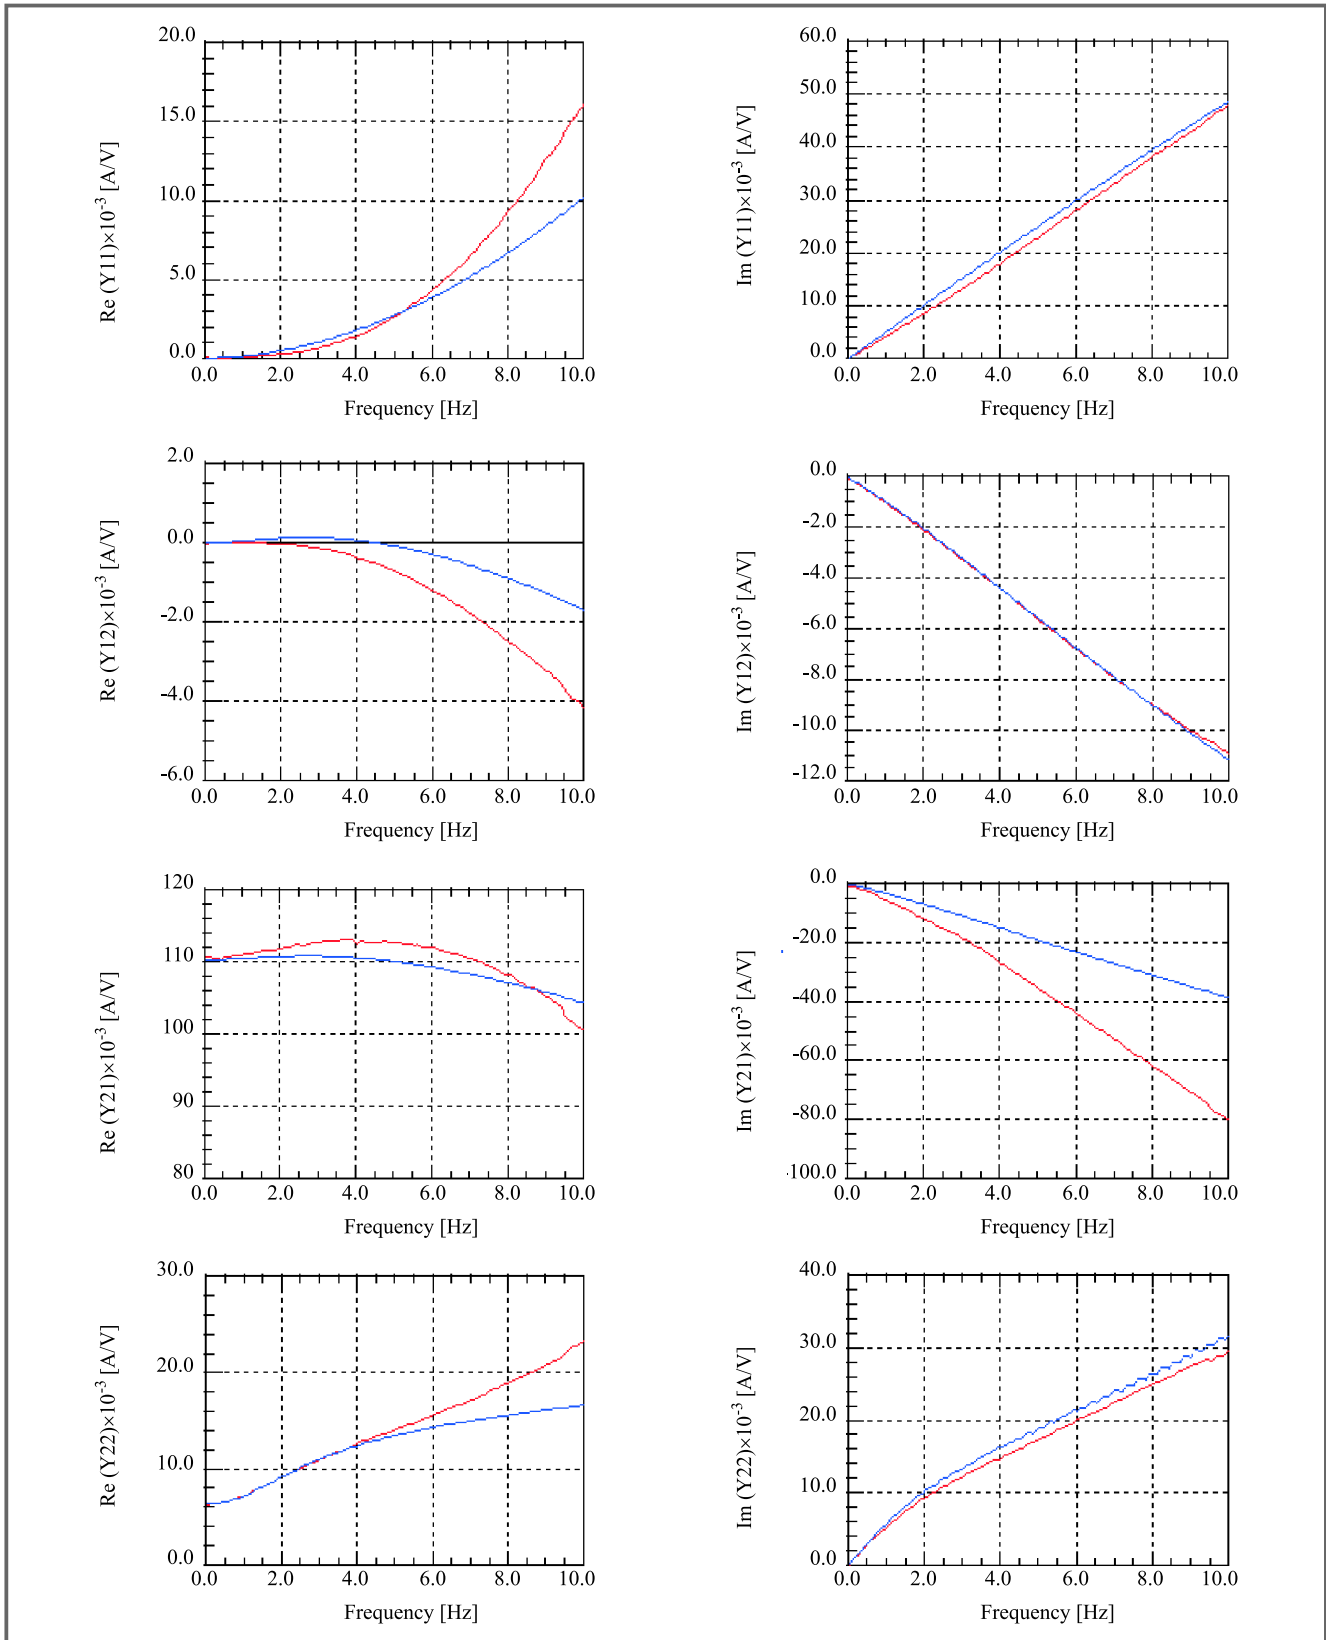 20.0
15.0
10.0
5.0
0.0
Re (Y11)×10⁻³ [A/V]
0.0 2.0 4.0 6.0 8.0 10.0
Frequency [Hz]
60.0
50.0
40.0
30.0
20.0
10.0
0.0
Im (Y11)×10⁻³ [A/V]
0.0 2.0 4.0 6.0 8.0 10.0
Frequency [Hz]
2.0
0.0
-2.0
-4.0
-6.0
Re (Y12)×10⁻³ [A/V]
0.0 2.0 4.0 6.0 8.0 10.0
Frequency [Hz]
0.0
-2.0
-4.0
-6.0
-8.0
-10.0
-12.0
Im (Y12)×10⁻³ [A/V]
0.0 2.0 4.0 6.0 8.0 10.0
Frequency [Hz]
120
110
100
90
80
Re (Y21)×10⁻³ [A/V]
0.0 2.0 4.0 6.0 8.0 10.0
Frequency [Hz]
0.0
-20.0
-40.0
-60.0
-80.0
-100.0
Im (Y21)×10⁻³ [A/V]
0.0 2.0 4.0 6.0 8.0 10.0
Frequency [Hz]
30.0
20.0
10.0
0.0
Re (Y22)×10⁻³ [A/V]
0.0 2.0 4.0 6.0 8.0 10.0
Frequency [Hz]
40.0
30.0
20.0
10.0
0.0
Im (Y22)×10⁻³ [A/V]
0.0 2.0 4.0 6.0 8.0 10.0
Frequency [Hz]